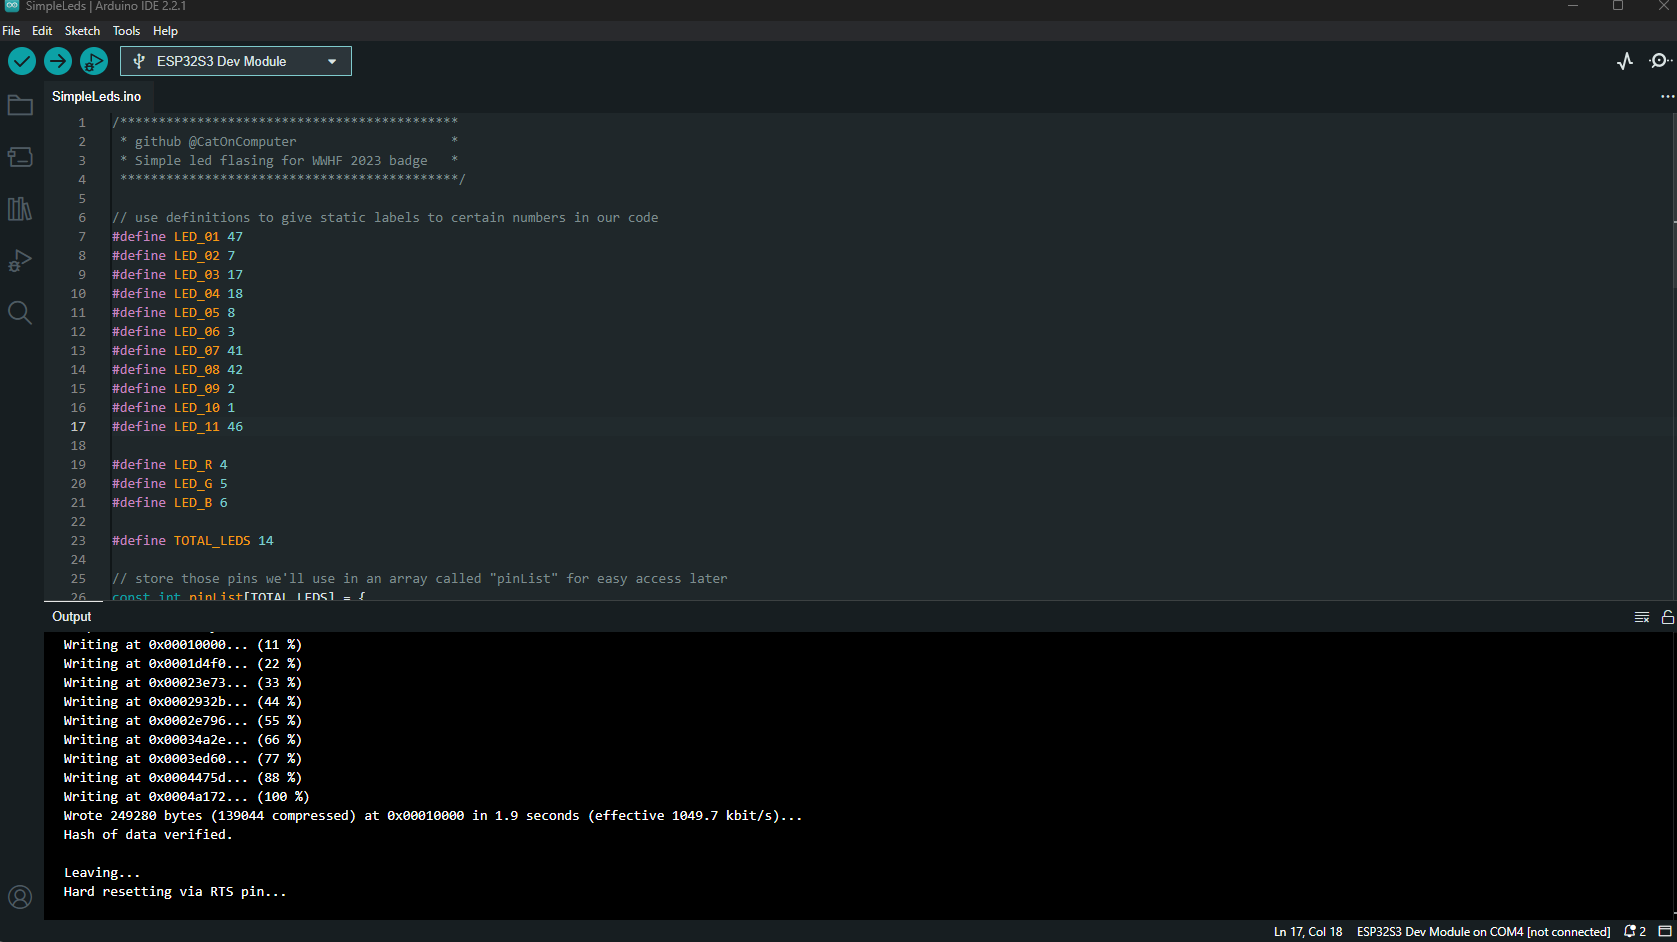 SimpleLeds | Arduino IDE 2.2.1
File Edit Sketch Tools Help
ESP32S3 Dev Module
SimpleLeds.ino
1 /********************************************
2 * github @CatOnComputer *
3 * Simple led flasing for WWHF 2023 badge *
4 ********************************************/
5
6 // use definitions to give static labels to certain numbers in our code
7 #define LED_01 47
8 #define LED_02 7
9 #define LED_03 17
10 #define LED_04 18
11 #define LED_05 8
12 #define LED_06 3
13 #define LED_07 41
14 #define LED_08 42
15 #define LED_09 2
16 #define LED_10 1
17 #define LED_11 46
18
19 #define LED_R 4
20 #define LED_G 5
21 #define LED_B 6
22
23 #define TOTAL_LEDS 14
24
25 // store those pins we'll use in an array called "pinList" for easy access later
26 const int pinList[TOTAL_LEDS] = {
Output
Writing at 0x00010000... (11 %)
Writing at 0x0001d4f0... (22 %)
Writing at 0x00023e73... (33 %)
Writing at 0x0002932b... (44 %)
Writing at 0x0002e796... (55 %)
Writing at 0x00034a2e... (66 %)
Writing at 0x0003ed60... (77 %)
Writing at 0x0004475d... (88 %)
Writing at 0x0004a172... (100 %)
Wrote 249280 bytes (139044 compressed) at 0x00010000 in 1.9 seconds (effective 1049.7 kbit/s)...
Hash of data verified.

Leaving...
Hard resetting via RTS pin...
Ln 17, Col 18 ESP32S3 Dev Module on COM4 [not connected] 2